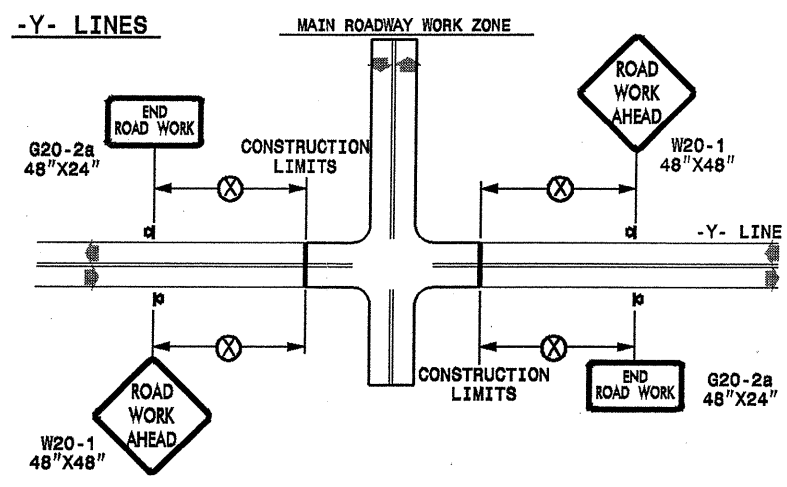 -Y- LINES
MAIN ROADWAY WORK ZONE
END
ROAD WORK
G20-2a
48"X24"
CONSTRUCTION
LIMITS
ROAD
WORK
AHEAD
W20-1
48"X48"
X
X
-Y- LINE
X
X
CONSTRUCTION
LIMITS
ROAD
WORK
AHEAD
W20-1
48"X48"
END
ROAD WORK
G20-2a
48"X24"